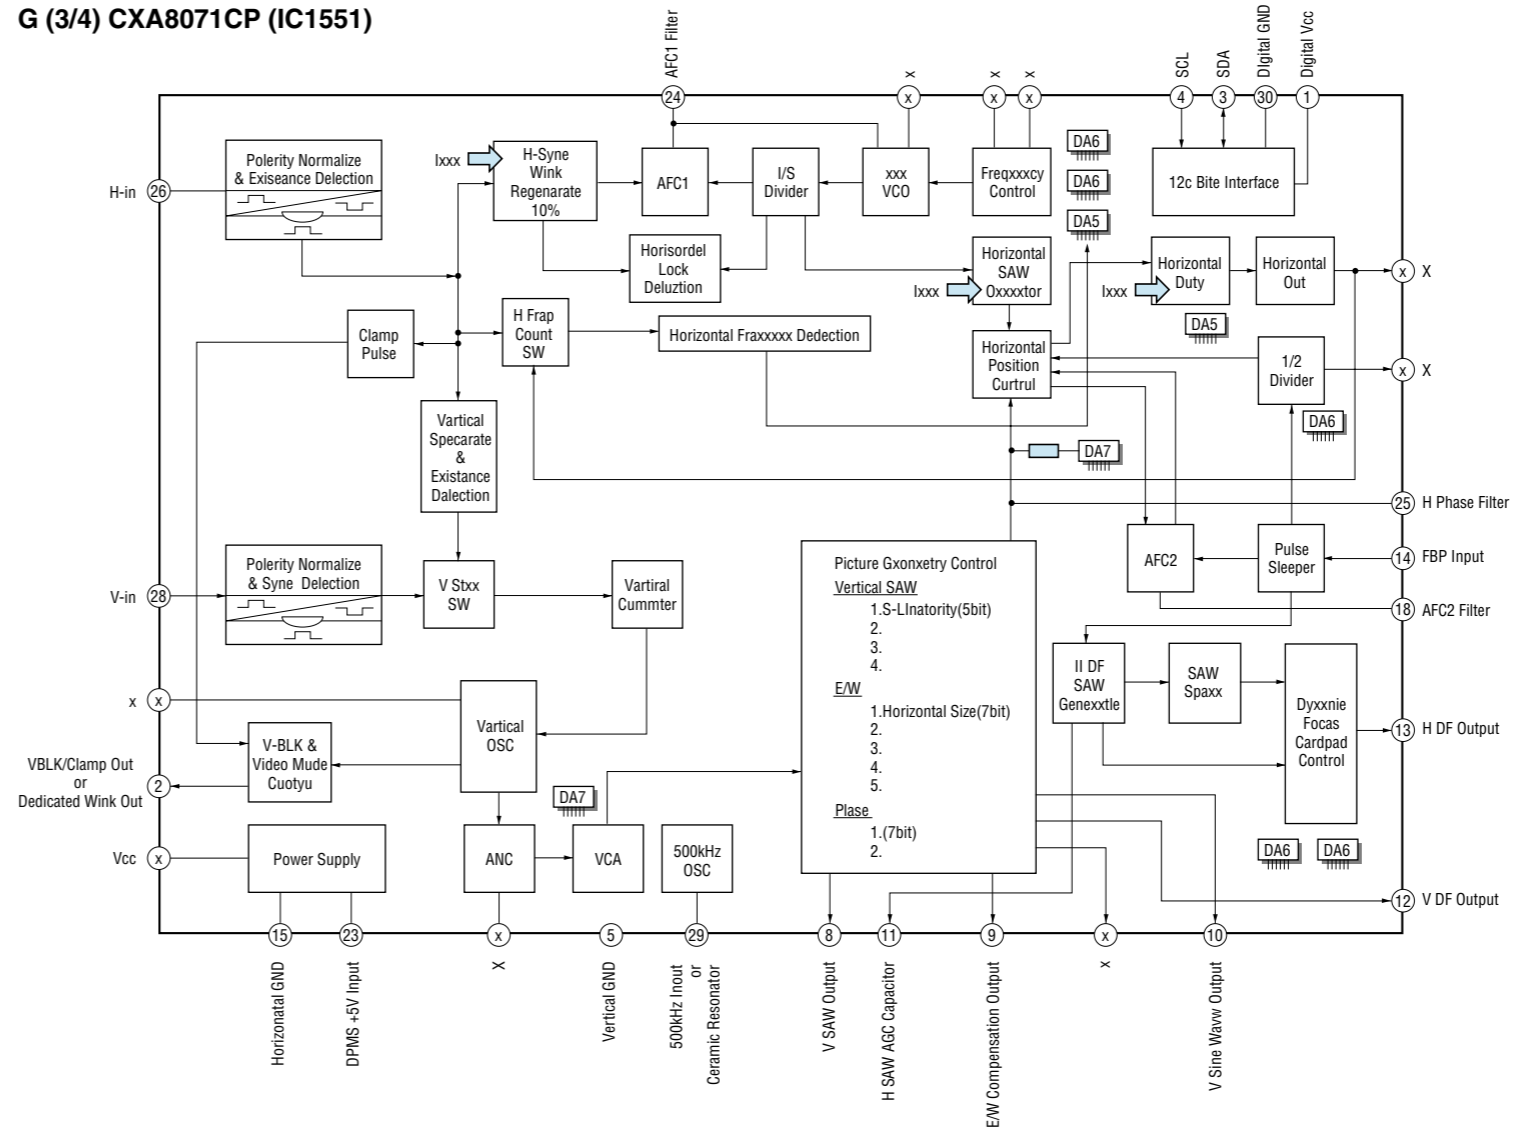 G (3/4) CXA8071CP (IC1551)
AFC1 Filter
x
x
x
SCL
SDA
DIgital GND
Digital Vcc
24
x
x
x
4
3
30
1
Polerity Normalize
& Exiseance Delection
H-in
26
Ixxx
H-Syne
Wink
Regenarate
10%
AFC1
I/S
Divider
xxx
VCO
Freqxxxcy
Control
DA6
DA6
DA5
12c Bite Interface
Horisordel
Lock
Deluztion
Horizontal
SAW
Oxxxxtor
Ixxx
Horizontal
Duty
Ixxx
Horizontal
Out
x
X
DA5
Clamp
Pulse
H Frap
Count
SW
Horizontal Fraxxxxx Dedection
Horizontal
Position
Curtrul
1/2
Divider
x
X
DA6
Vartical
Specarate
&
Existance
Dalection
DA7
25
H Phase Filter
V-in
28
Polerity Normalize
& Syne Delection
V Stxx
SW
Vartiral
Cummter
AFC2
Pulse
Sleeper
14
FBP Input
18
AFC2 Filter
Picture Gxonxetry Control
Vertical SAW
1.S-LInatority(5bit)
2.
3.
4.
E/W
1.Horizontal Size(7bit)
2.
3.
4.
5.
Plase
1.(7bit)
2.
II DF
SAW
Genexxtle
SAW
Spaxx
Dyxxnie
Focas
Cardpad
Control
13
H DF Output
x
x
Vartical
OSC
V-BLK &
Video Mude
Cuotyu
VBLK/Clamp Out
or
Dedicated Wink Out
2
DA7
Vcc
x
Power Supply
ANC
VCA
500kHz
OSC
DA6
DA6
12
V DF Output
15
23
x
5
29
8
11
9
x
10
Horizonatal GND
DPMS +5V Input
X
Vertical GND
500kHz Inout
or
Ceramic Resonator
V SAW Output
H SAW AGC Capacitor
E/W Compensation Output
x
V Sine Wavw Output